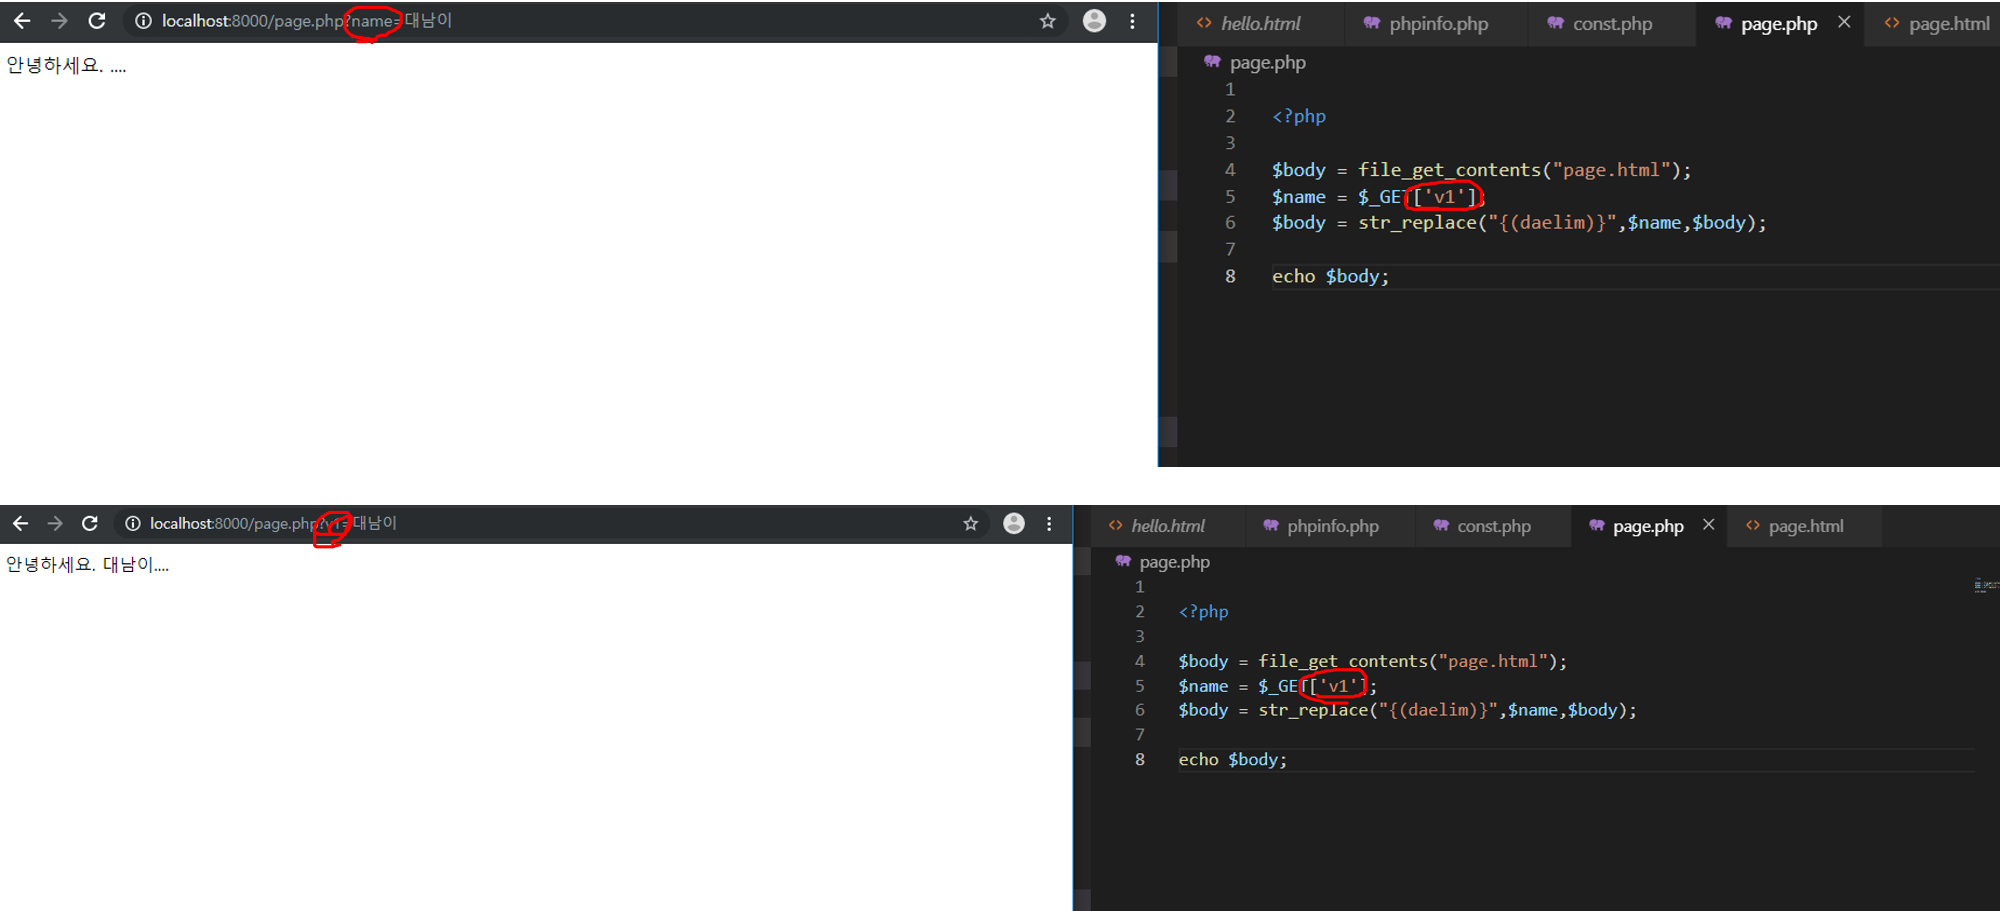 localhost:8000/page.php?name=대남이
안녕하세요. ....
hello.html phpinfo.php const.php page.php page.html
page.php
1
2 <?php
3
4 $body = file_get_contents("page.html");
5 $name = $_GET['v1'];
6 $body = str_replace("{(daelim)}",$name,$body);
7
8 echo $body;
localhost:8000/page.php?v1=대남이
안녕하세요. 대남이....
hello.html phpinfo.php const.php page.php page.html
page.php
1
2 <?php
3
4 $body = file_get_contents("page.html");
5 $name = $_GET['v1'];
6 $body = str_replace("{(daelim)}",$name,$body);
7
8 echo $body;